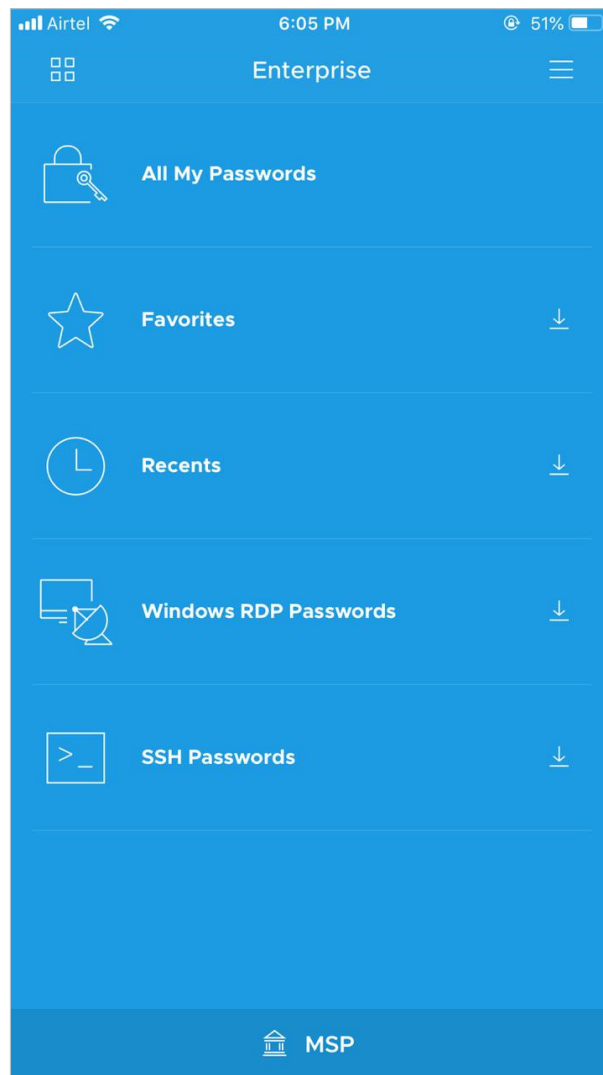 Airtel 6:05 PM 51%
Enterprise
All My Passwords
Favorites
Recents
Windows RDP Passwords
>_ SSH Passwords
MSP